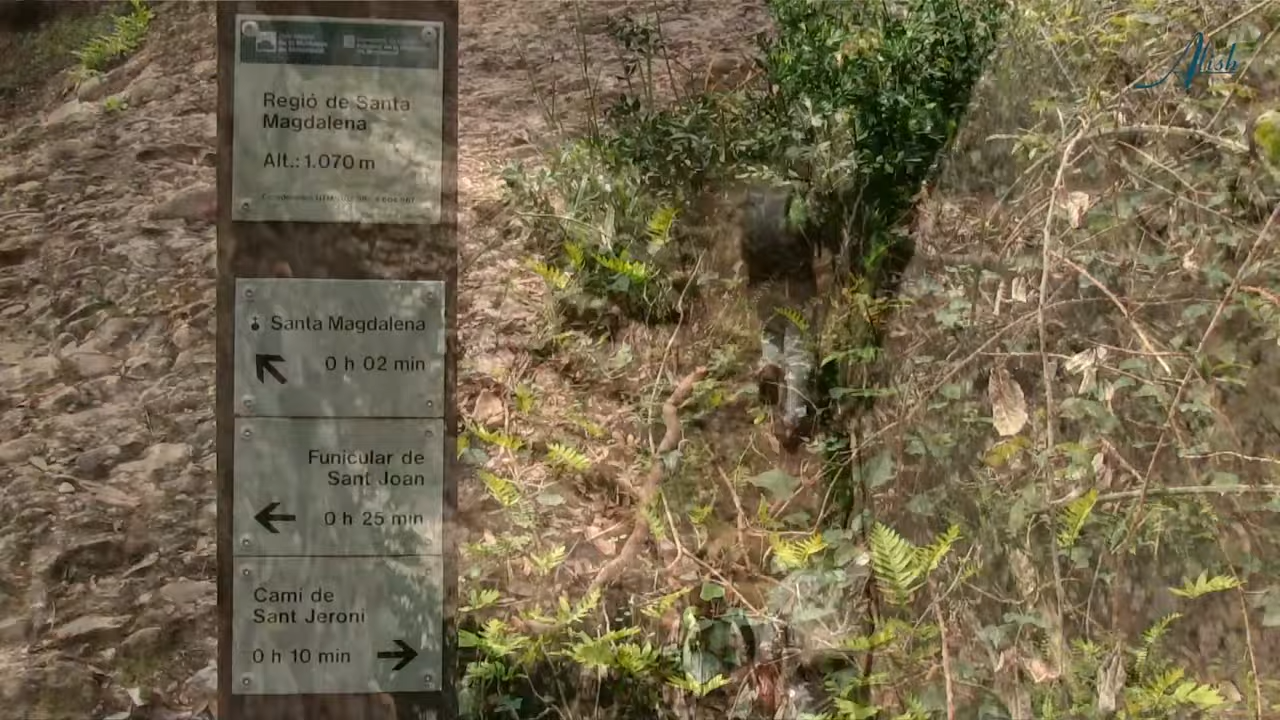 Alish
Regió de Santa
Magdalena
Alt.: 1.070 m
Santa Magdalena
0 h 02 min
Funicular de
Sant Joan
0 h 25 min
Camí de
Sant Jeroni
0 h 10 min